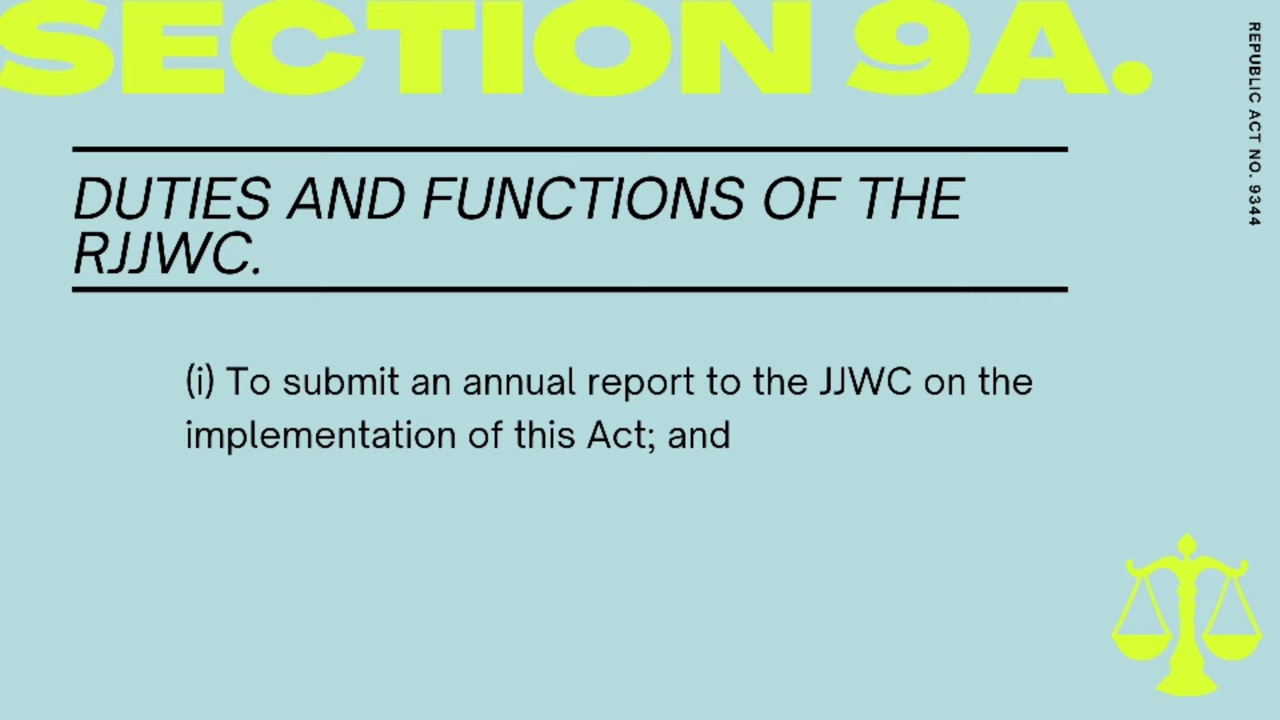 SECTION 9A.
REPUBLIC ACT NO. 9344
DUTIES AND FUNCTIONS OF THE
RJJWC.
(i) To submit an annual report to the JJWC on the
implementation of this Act; and